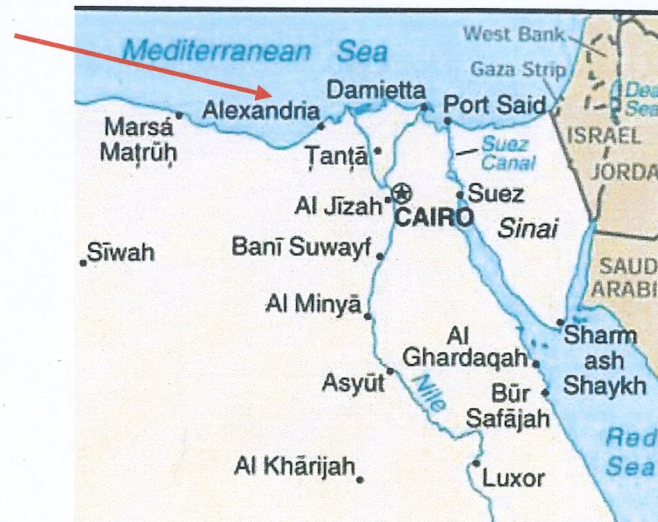 Mediterranean Sea
West Bank
Gaza Strip
Dead
Sea
Damietta
Alexandria
Port Said
Marsá
Maṭrūḥ
Ṭanṭā
Suez
Canal
ISRAEL
JORDA
Al Jīzah
CAIRO
Suez
Sinai
Sīwah
Banī Suwayf
SAUD
ARABI
Al Minyā
Al
Ghardaqah
Sharm
ash
Shaykh
Asyūt
Nile
Būr
Safājah
Red
Sea
Al Khārijah
Luxor